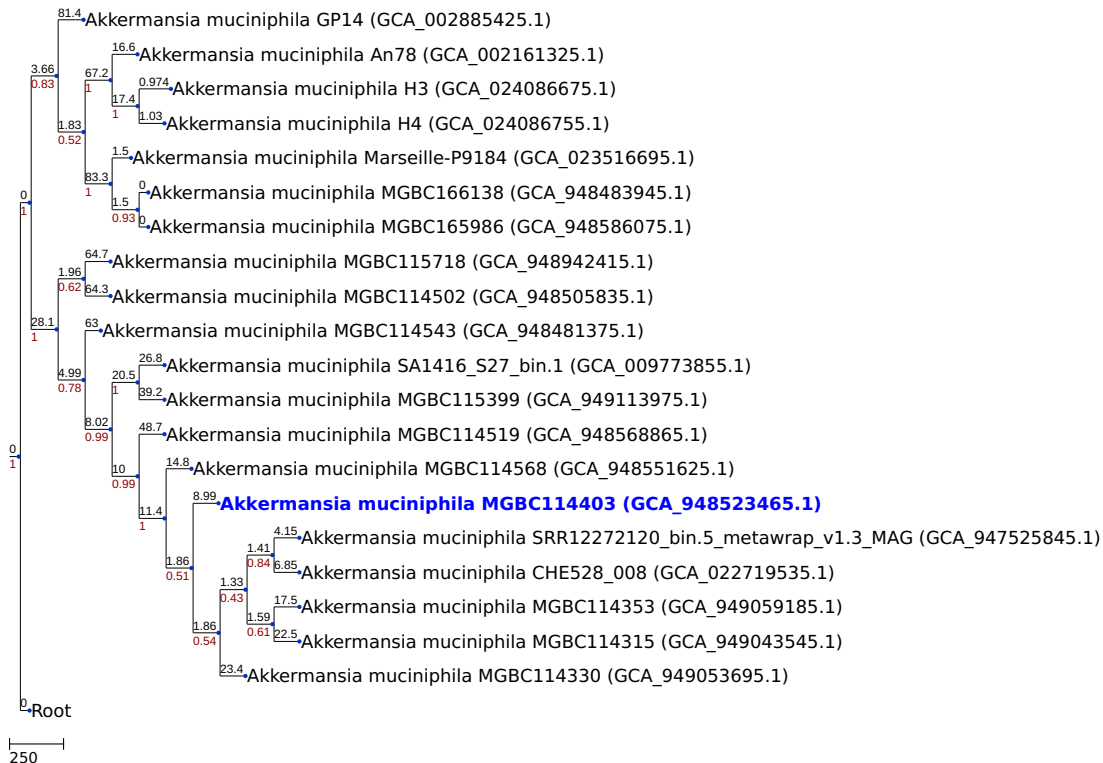 81.4 Akkermansia muciniphila GP14 (GCA_002885425.1)
16.6 Akkermansia muciniphila An78 (GCA_002161325.1)
3.66 67.2
0.83 1
0.974 Akkermansia muciniphila H3 (GCA_024086675.1)
17.4
1
1.03 Akkermansia muciniphila H4 (GCA_024086755.1)
1.83
0.52
1.5 Akkermansia muciniphila Marseille-P9184 (GCA_023516695.1)
83.3
1
0 Akkermansia muciniphila MGBC166138 (GCA_948483945.1)
0 1.5
1 0.93
0 Akkermansia muciniphila MGBC165986 (GCA_948586075.1)
64.7 Akkermansia muciniphila MGBC115718 (GCA_948942415.1)
1.96
0.62
64.3 Akkermansia muciniphila MGBC114502 (GCA_948505835.1)
28.1
1
63 Akkermansia muciniphila MGBC114543 (GCA_948481375.1)
26.8 Akkermansia muciniphila SA1416_S27_bin.1 (GCA_009773855.1)
4.99 20.5
0.78 1
39.2 Akkermansia muciniphila MGBC115399 (GCA_949113975.1)
8.02
0.99
48.7 Akkermansia muciniphila MGBC114519 (GCA_948568865.1)
0
1
14.8 Akkermansia muciniphila MGBC114568 (GCA_948551625.1)
10
0.99
8.99 Akkermansia muciniphila MGBC114403 (GCA_948523465.1)
11.4
1
4.15 Akkermansia muciniphila SRR12272120_bin.5_metawrap_v1.3_MAG (GCA_947525845.1)
1.41
0.84
1.86
0.51
6.85 Akkermansia muciniphila CHE528_008 (GCA_022719535.1)
1.33
0.43
17.5 Akkermansia muciniphila MGBC114353 (GCA_949059185.1)
1.59
0.61
1.86
0.54
22.5 Akkermansia muciniphila MGBC114315 (GCA_949043545.1)
23.4 Akkermansia muciniphila MGBC114330 (GCA_949053695.1)
0 Root
250